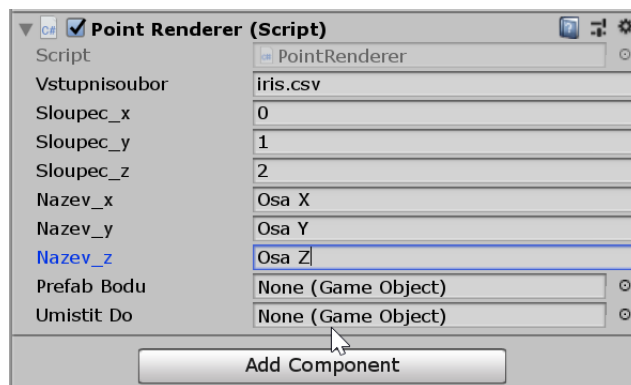 C# Point Renderer (Script)
Script PointRenderer
Vstupnisoubor iris.csv
Sloupec_x 0
Sloupec_y 1
Sloupec_z 2
Nazev_x Osa X
Nazev_y Osa Y
Nazev_z Osa Z
Prefab Bodu None (Game Object)
Umistit Do None (Game Object)
Add Component